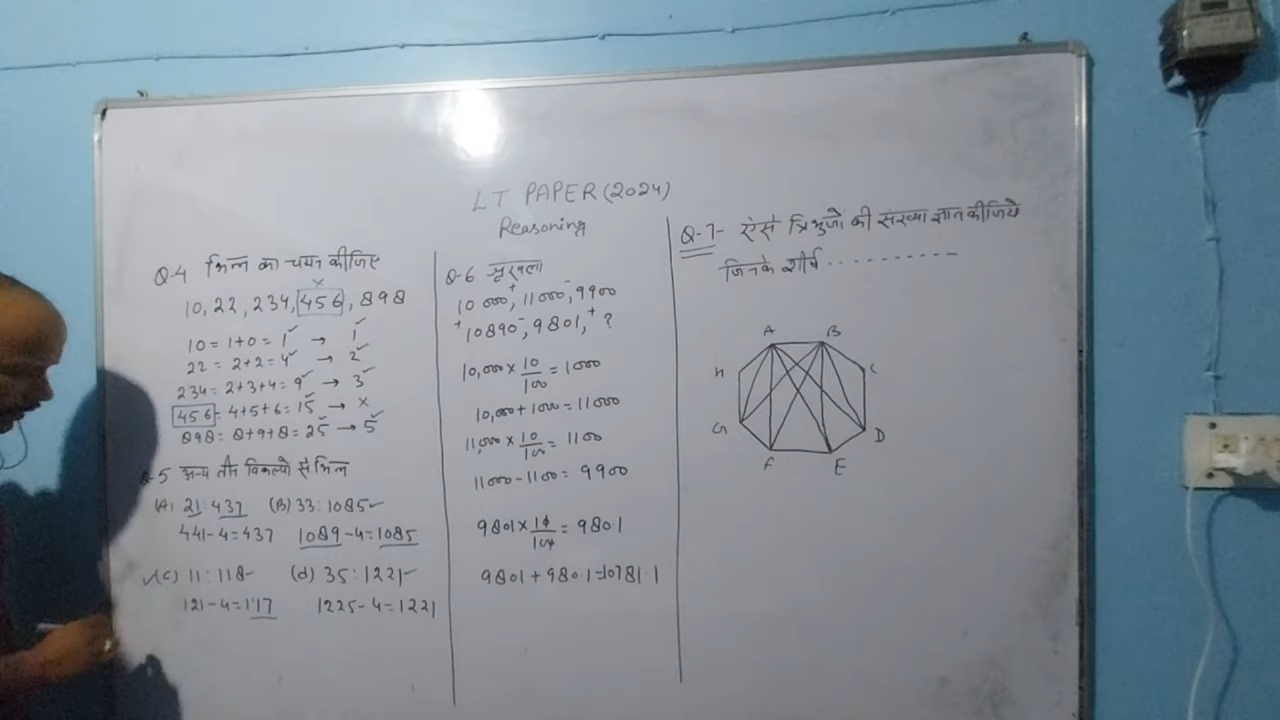 LT PAPER (2024)
Reasoning
Q-4 भिन्न का चयन कीजिए
10, 22, 234, 456, 898
×
10 = 1+0 = 1✓ → 1✓
22 = 2+2 = 4✓ → 2✓
234 = 2+3+4 = 9✓ → 3✓
456 = 4+5+6 = 15✓ → ×
898 = 8+9+8 = 25✓ → 5✓
Q-5 अन्य तीन विकल्पो से भिन्न
(A) 21:437 (B) 33:1085✓
441-4=437 1089-4=1085
✓(C) 11:118 (d) 35:1221
121-4=117 1225-4=1221
Q-6 श्रृंखला
10000+, 11000-, 9900
+10890-, 9801,+ ?
10,000 × 10/100 = 1000
10,000+1000 = 11000
11,000 × 10/100 = 1100
11000-1100 = 9900
9801 × 10/100 = 980.1
9801 + 980.1 = 10781.1
Q-7- ऐसे त्रिभुजो की संख्या ज्ञात कीजिये
जिनके शीर्ष ...........
A B
H C
G D
F E